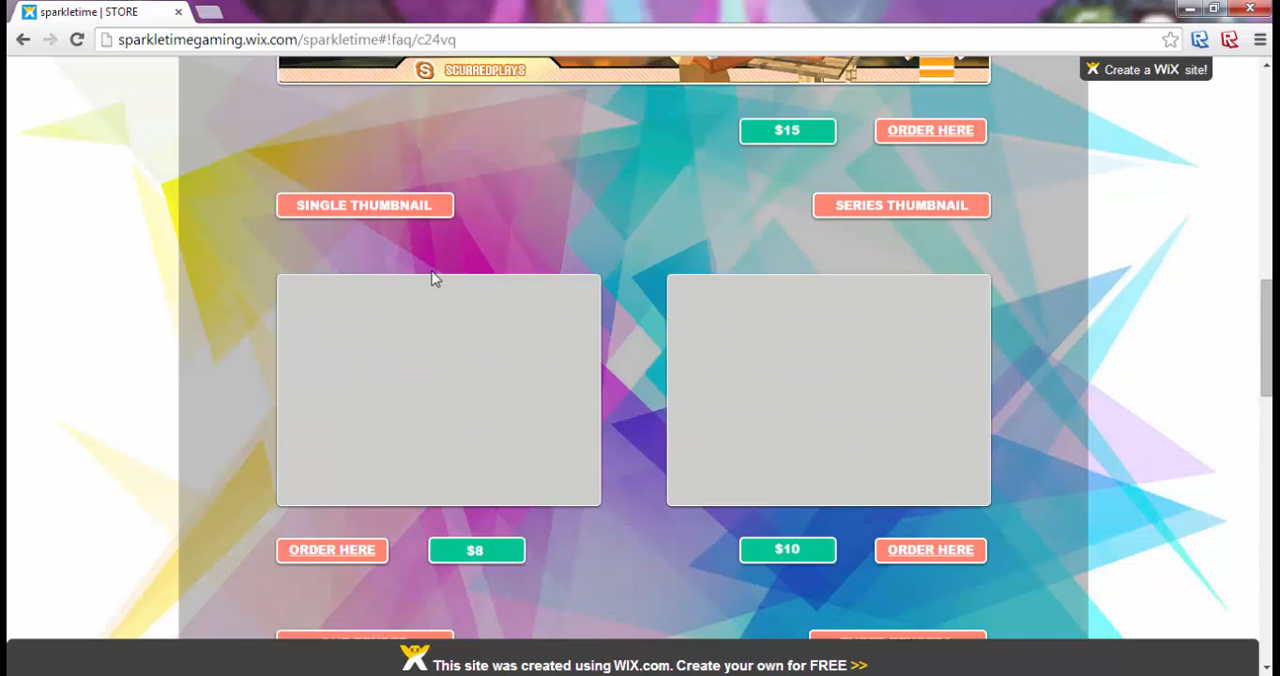 sparkletime | STORE
sparkletimegaming.wix.com/sparkletime#!faq/c24vq
SCURREDPLAYS
Create a WiX site!
$15
ORDER HERE
SINGLE THUMBNAIL
SERIES THUMBNAIL
ORDER HERE
$8
$10
ORDER HERE
This site was created using WIX.com. Create your own for FREE >>